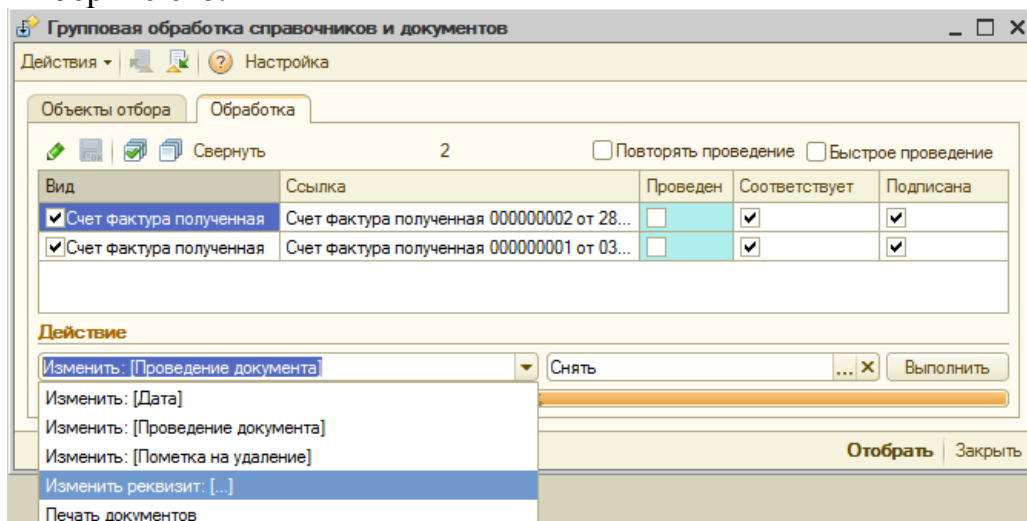 Групповая обработка справочников и документов
Действия Настройка
Объекты отбора Обработка
Свернуть 2 Повторять проведение Быстрое проведение
Вид Ссылка Проведен Соответствует Подписана
Счет фактура полученная Счет фактура полученная 000000002 от 28...
Счет фактура полученная Счет фактура полученная 000000001 от 03...
Действие
Изменить: [Проведение документа] Снять ... Выполнить
Изменить: [Дата]
Изменить: [Проведение документа]
Изменить: [Пометка на удаление]
Отобрать Закрыть
Изменить реквизит: [...]
Печать документов